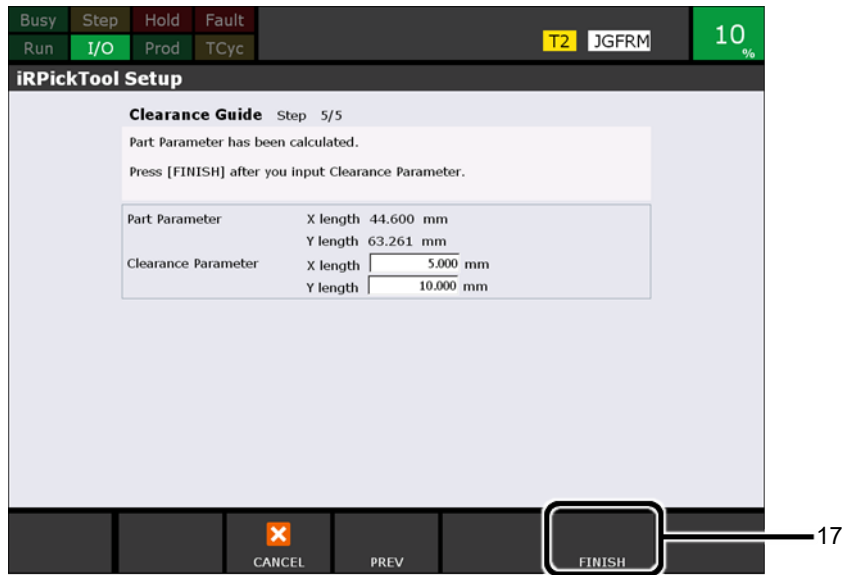 Busy Step Hold Fault
Run I/O Prod TCyc
T2 JGFRM
10 %
iRPickTool Setup
Clearance Guide Step 5/5
Part Parameter has been calculated.
Press [FINISH] after you input Clearance Parameter.
Part Parameter X length 44.600 mm
Y length 63.261 mm
Clearance Parameter X length 5.000 mm
Y length 10.000 mm
CANCEL PREV FINISH
17